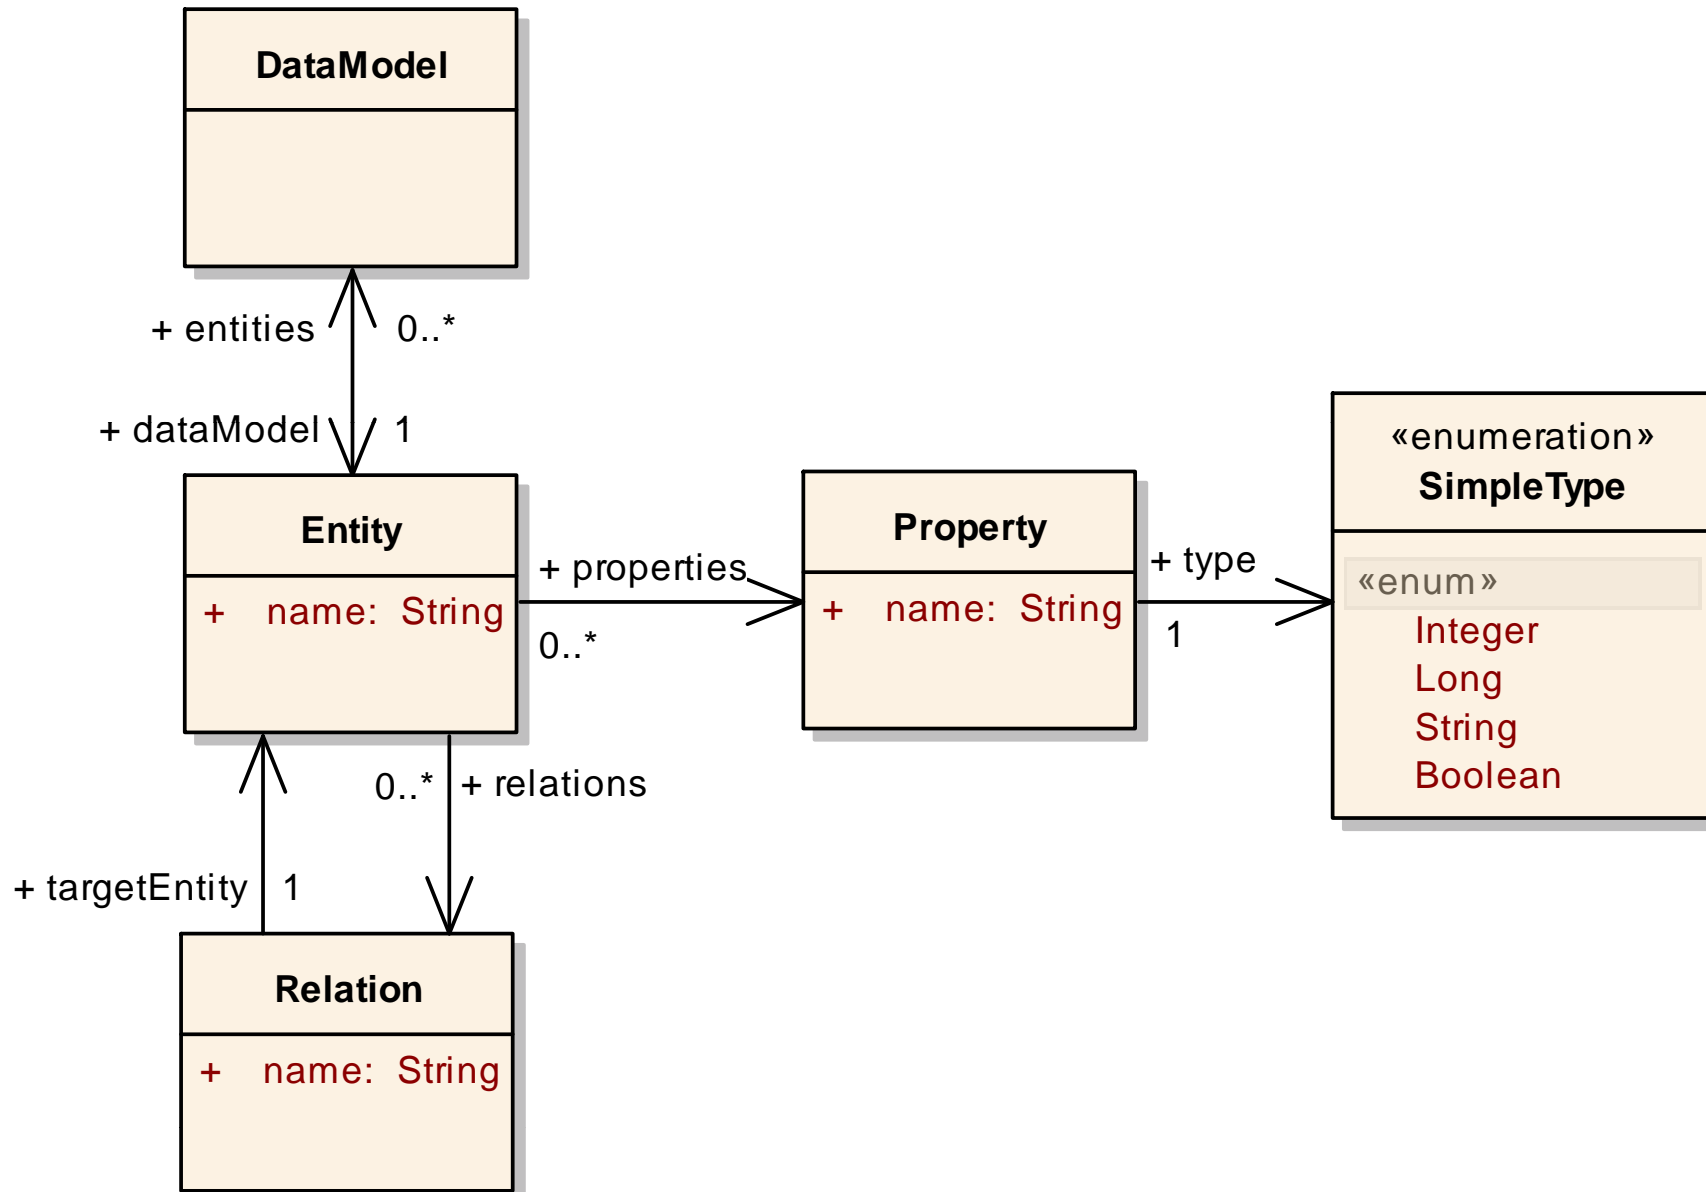 DataModel
+ entities 0..*
+ dataModel 1
Entity
+ name: String
+ properties
0..*
Property
+ name: String
+ type
1
«enumeration»
SimpleType
«enum»
Integer
Long
String
Boolean
0..* + relations
+ targetEntity 1
Relation
+ name: String